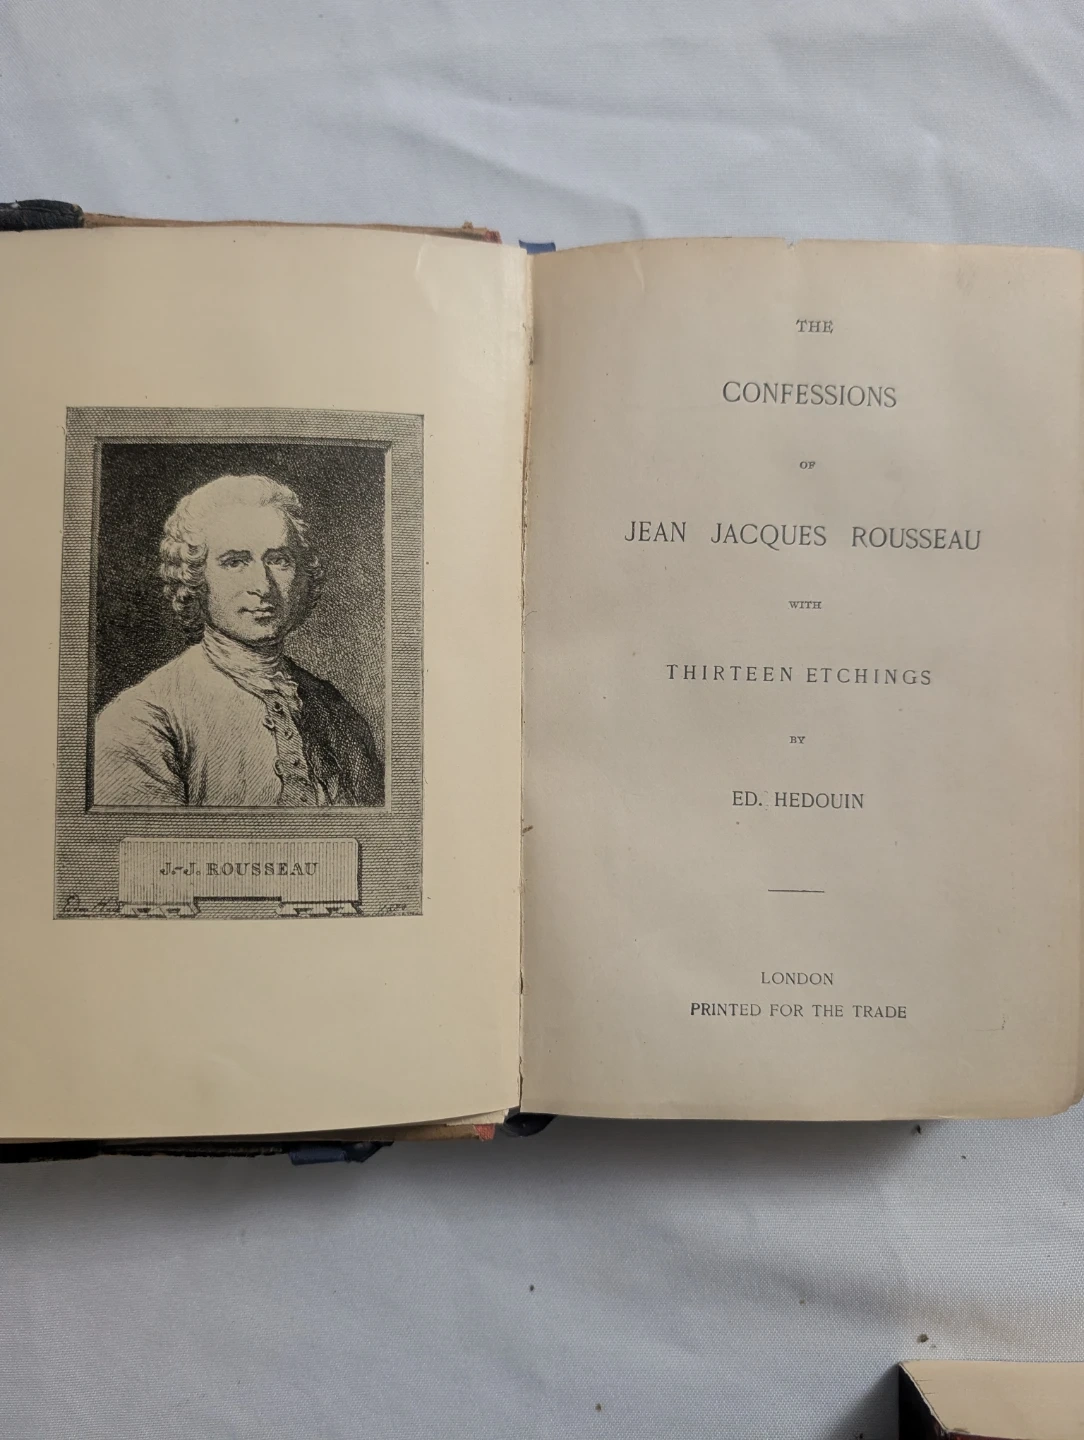 J.-J. ROUSSEAU
THE
CONFESSIONS
OF
JEAN JACQUES ROUSSEAU
WITH
THIRTEEN ETCHINGS
BY
ED. HEDOUIN
LONDON
PRINTED FOR THE TRADE